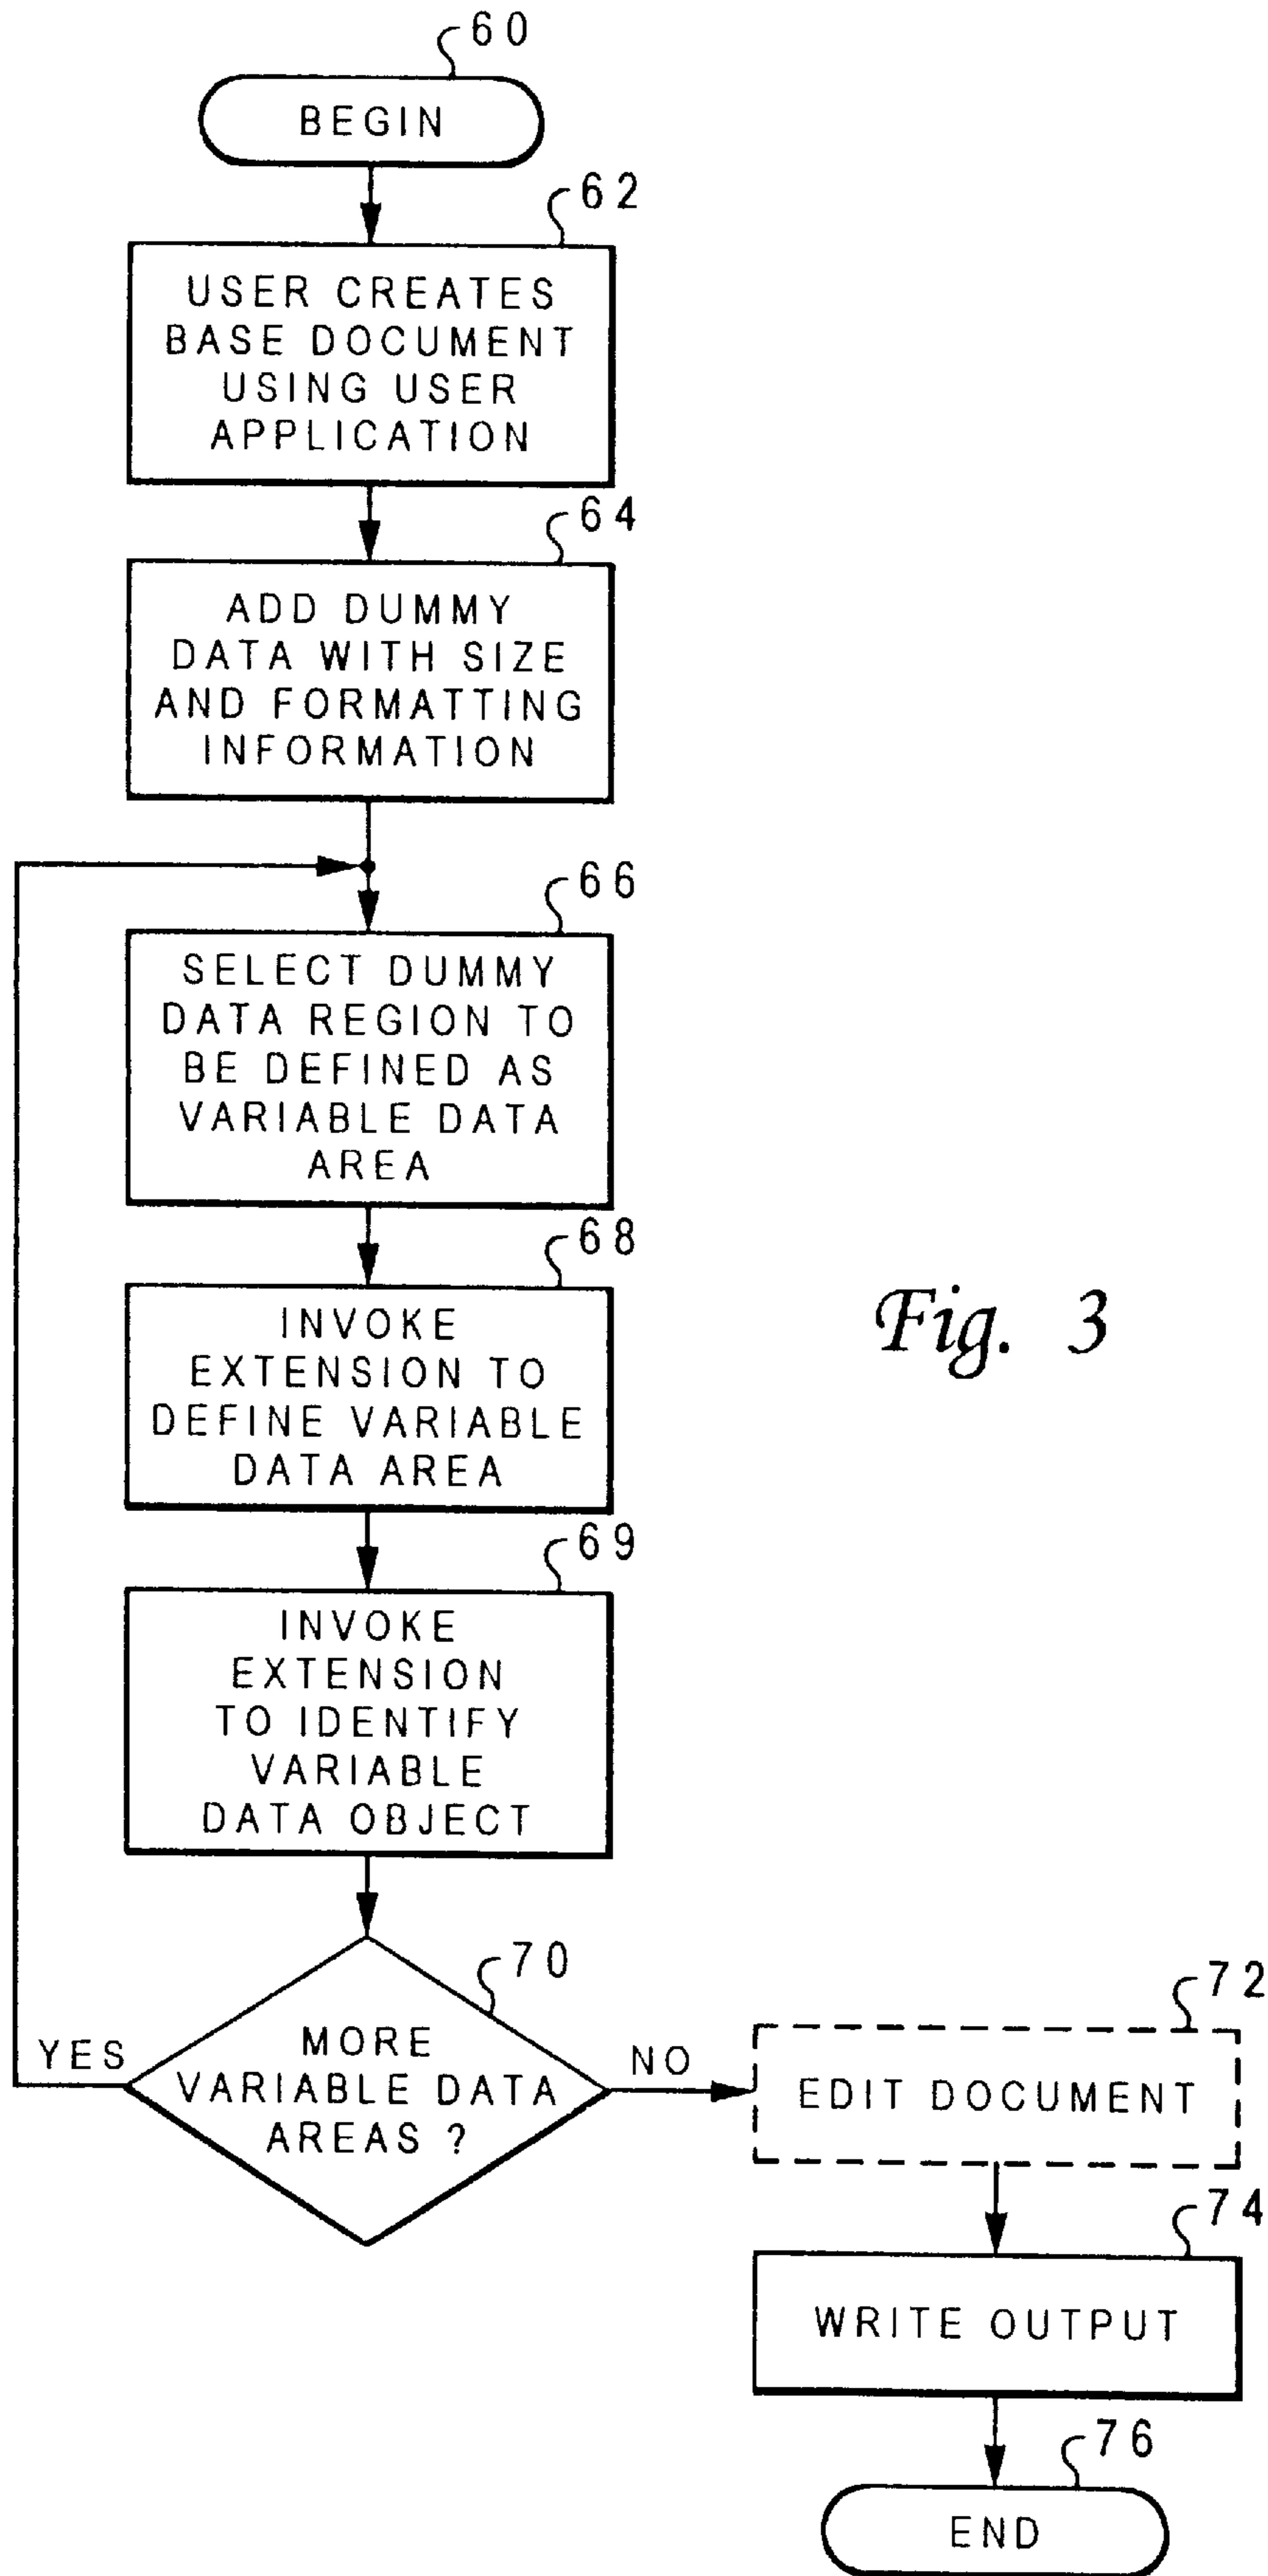 60
BEGIN
62
USER CREATES
BASE DOCUMENT
USING USER
APPLICATION
64
ADD DUMMY
DATA WITH SIZE
AND FORMATTING
INFORMATION
66
SELECT DUMMY
DATA REGION TO
BE DEFINED AS
VARIABLE DATA
AREA
68
INVOKE
EXTENSION TO
DEFINE VARIABLE
DATA AREA
Fig. 3
69
INVOKE
EXTENSION
TO IDENTIFY
VARIABLE
DATA OBJECT
70
MORE
VARIABLE DATA
AREAS ?
YES
NO
72
EDIT DOCUMENT
74
WRITE OUTPUT
76
END